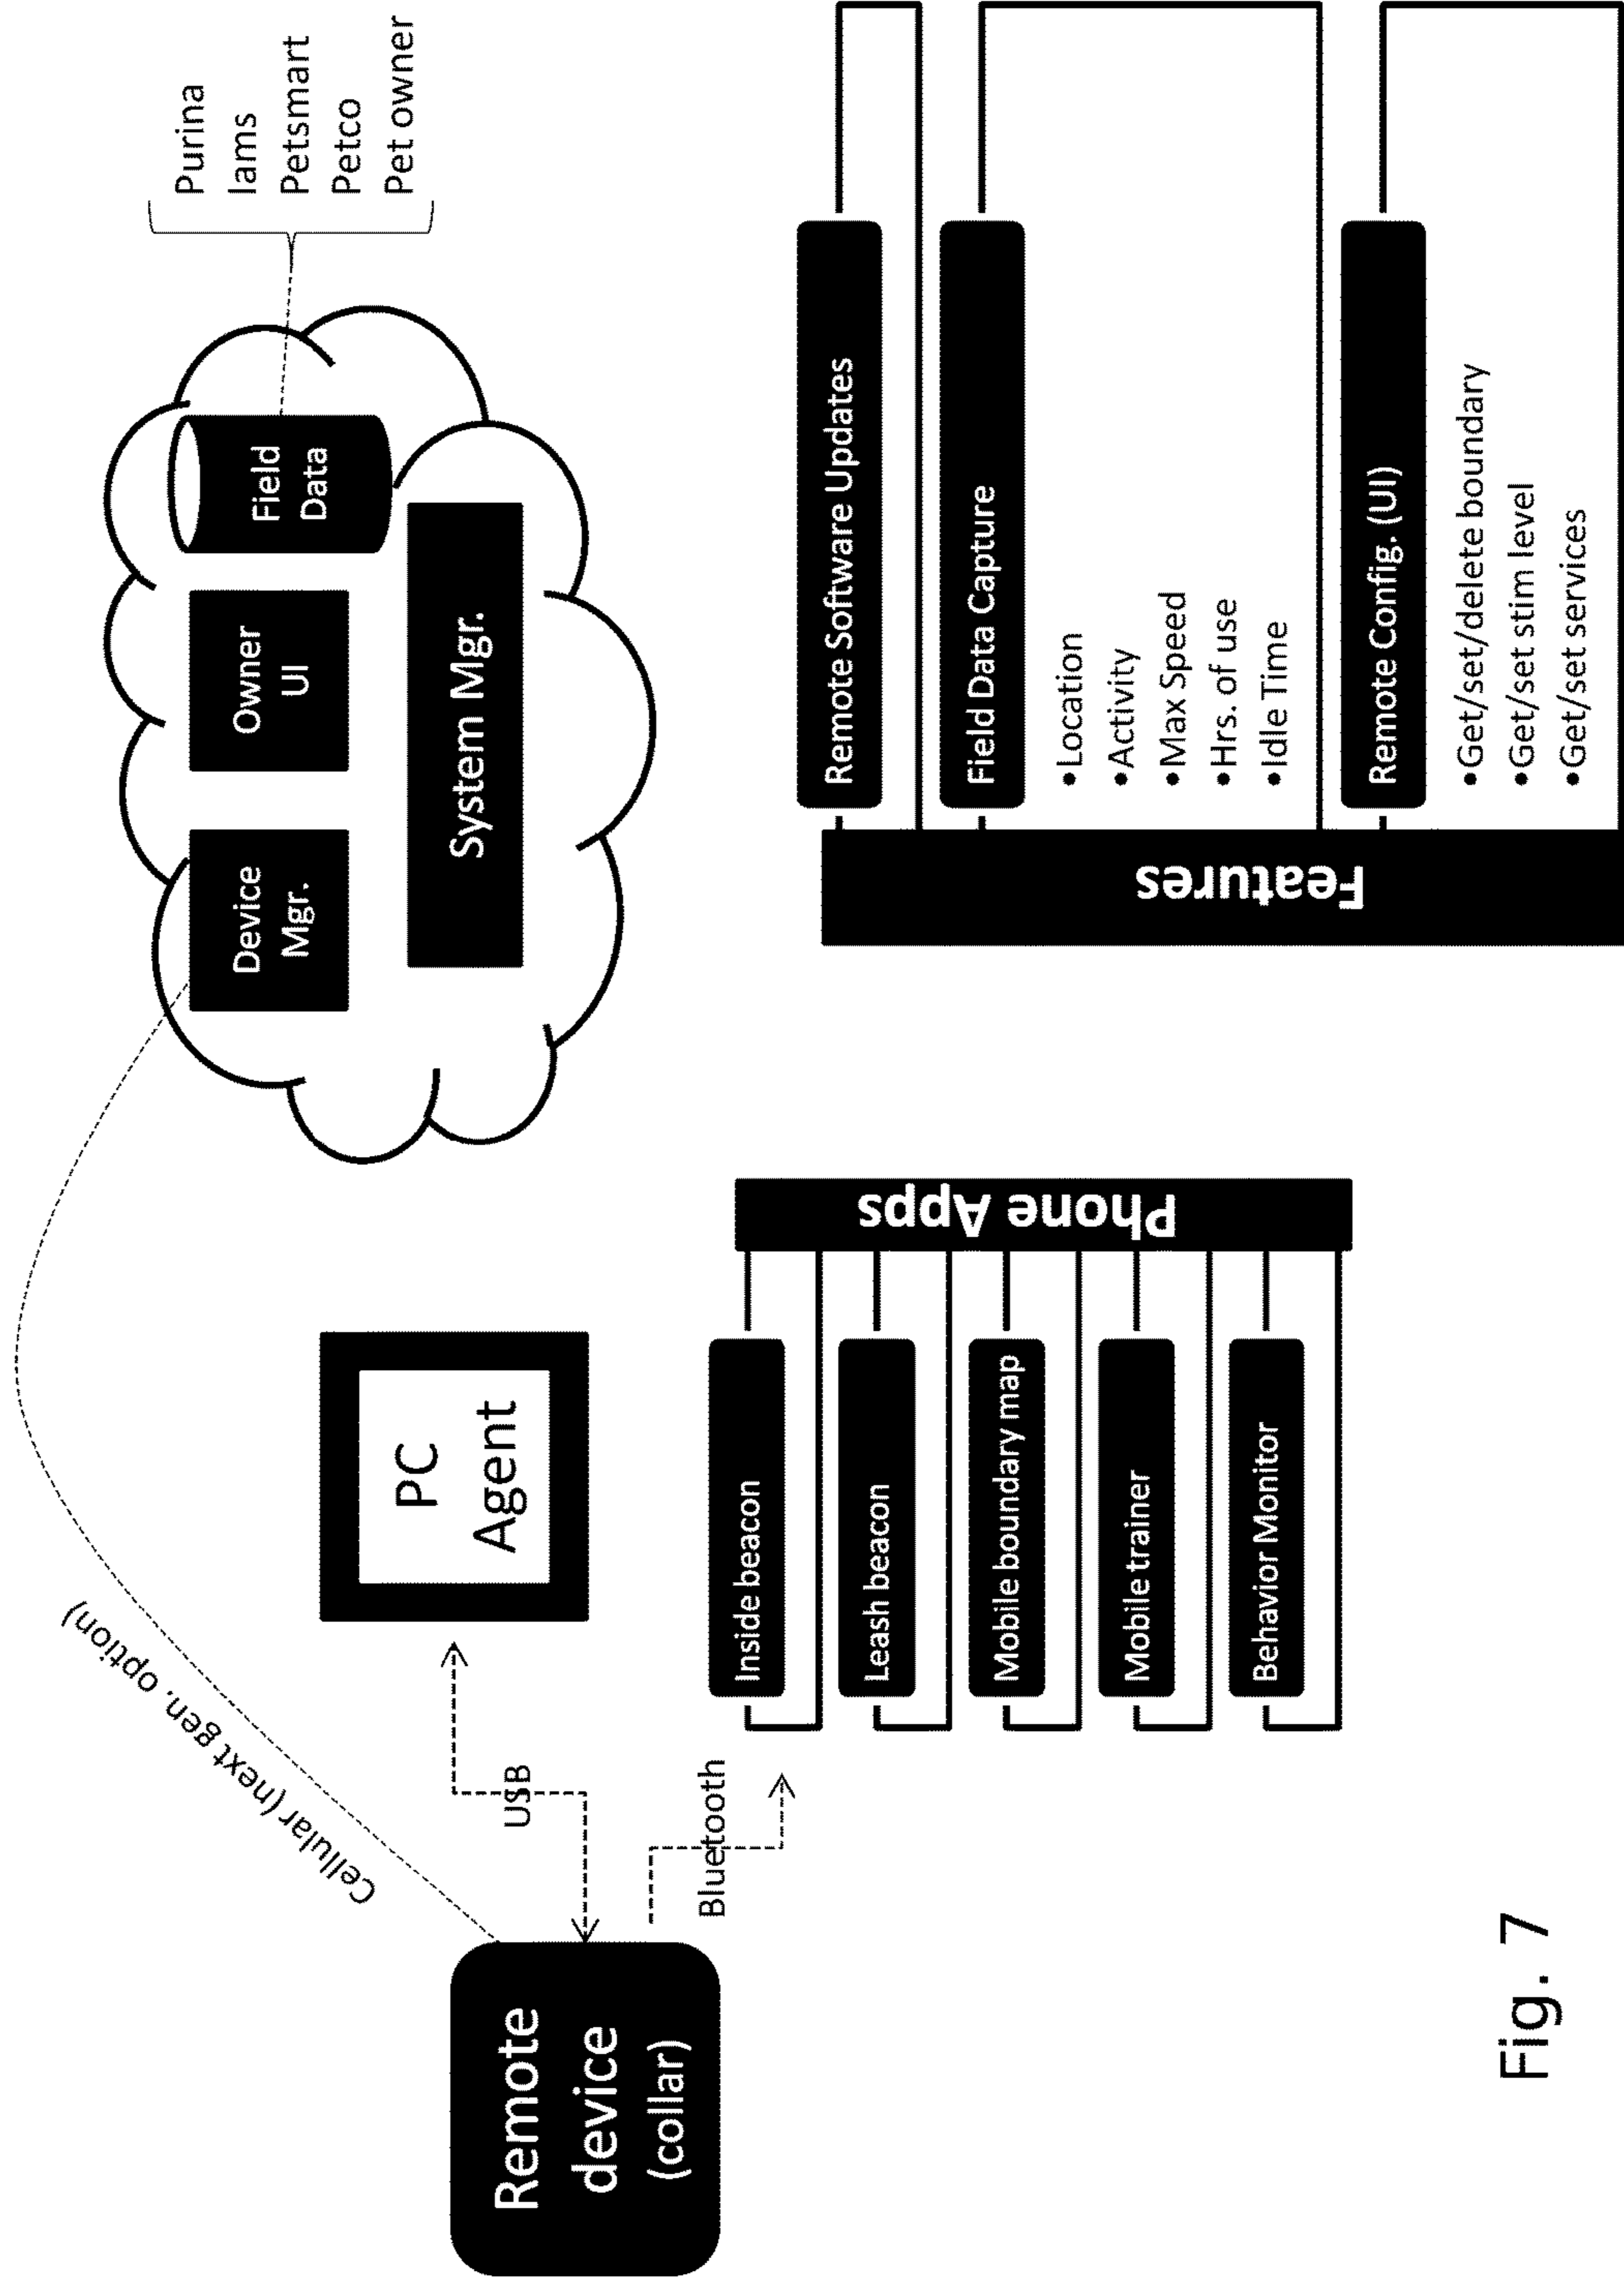 Cellular (next gen. option)
Remote
device
(collar)
USB
Bluetooth
PC
Agent
Device
Mgr.
Owner
UI
Field
Data
System Mgr.
Purina
Iams
Petsmart
Petco
Pet owner
Phone Apps
Inside beacon
Leash beacon
Mobile boundary map
Mobile trainer
Behavior Monitor
Features
Remote Software Updates
Field Data Capture
•Location
•Activity
•Max Speed
•Hrs. of use
•Idle Time
Remote Config. (UI)
•Get/set/delete boundary
•Get/set stim level
•Get/set services
Fig. 7